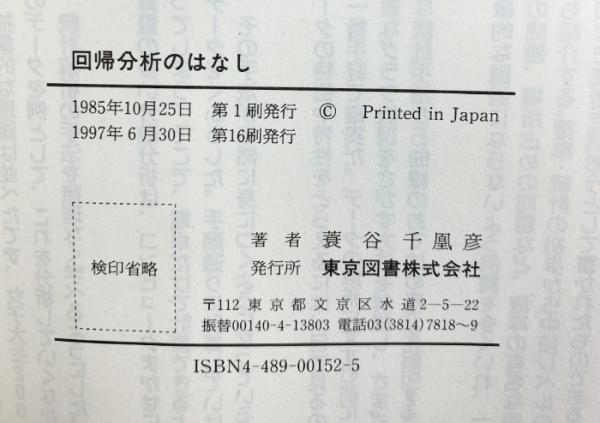 回帰分析のはなし
1985年10月25日 第1刷発行 © Printed in Japan
1997年6月30日 第16刷発行
著者 蓑谷千凰彦
検印省略
発行所 東京図書株式会社
〒112 東京都文京区水道2―5―22
振替00140-4-13803 電話03(3814)7818〜9
ISBN4-489-00152-5